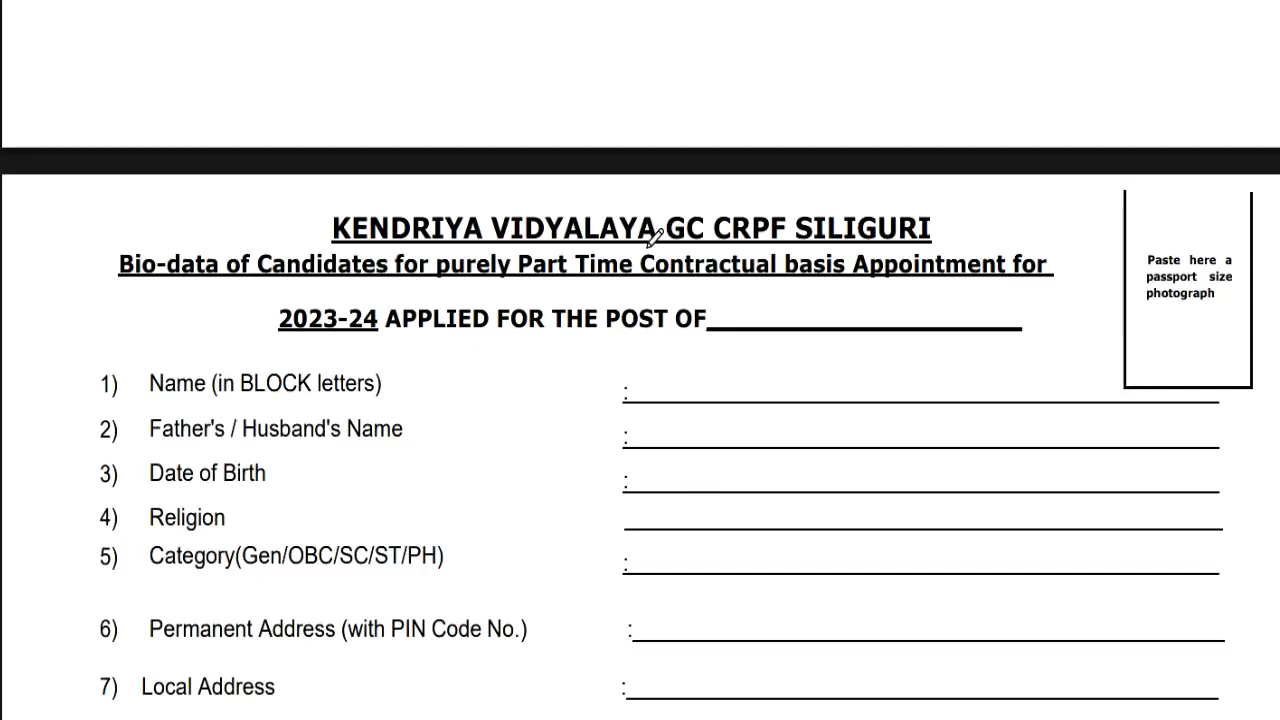 KENDRIYA VIDYALAYA GC CRPF SILIGURI
Bio-data of Candidates for purely Part Time Contractual basis Appointment for
2023-24 APPLIED FOR THE POST OF
Paste here a
passport size
photograph
1) Name (in BLOCK letters) :
2) Father's / Husband's Name :
3) Date of Birth :
4) Religion
5) Category(Gen/OBC/SC/ST/PH) :
6) Permanent Address (with PIN Code No.) :
7) Local Address :